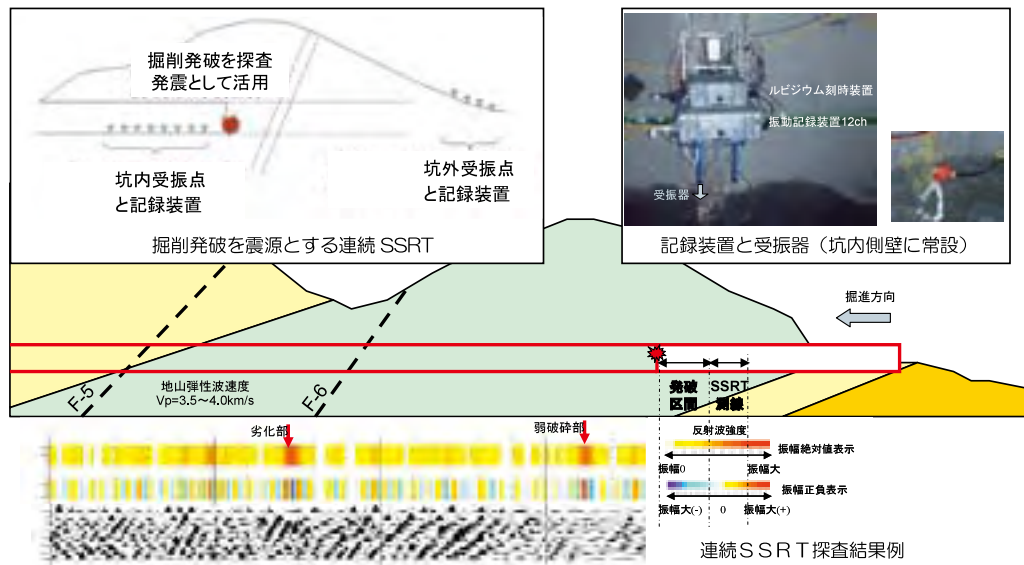 掘削発破を探査
発震として活用
坑内受振点
と記録装置
坑外受振点
と記録装置
掘削発破を震源とする連続 SSRT
ルビジウム刻時装置
振動記録装置12ch
受振器
記録装置と受振器（坑内側壁に常設）
掘進方向
F-5
地山弾性波速度
Vp=3.5～4.0km/s
F-6
発破
区間
SSRT
測線
劣化部
弱破砕部
反射波強度
振幅絶対値表示
振幅0
振幅大
振幅正負表示
振幅大(-)
0
振幅大(+)
連続ＳＳＲＴ探査結果例